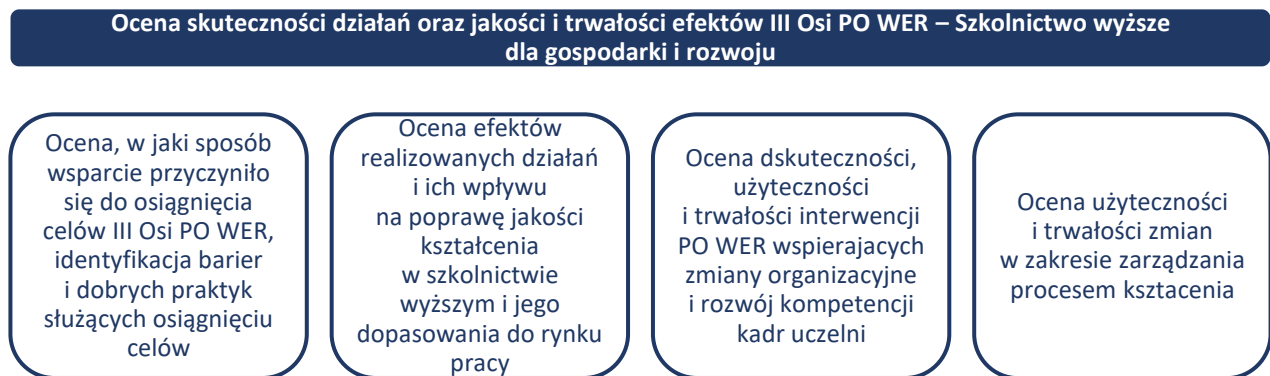 Ocena skuteczności działań oraz jakości i trwałości efektów III Osi PO WER – Szkolnictwo wyższe
dla gospodarki i rozwoju
Ocena, w jaki sposób
wsparcie przyczyniło
się do osiągnięcia
celów III Osi PO WER,
identyfikacja barier
i dobrych praktyk
służących osiągnięciu
celów
Ocena efektów
realizowanych działań
i ich wpływu
na poprawę jakości
kształcenia
w szkolnictwie
wyższym i jego
dopasowania do rynku
pracy
Ocena dskuteczności,
użyteczności
i trwałości interwencji
PO WER wspierajacych
zmiany organizacyjne
i rozwój kompetencji
kadr uczelni
Ocena użyteczności
i trwałości zmian
w zakresie zarządzania
procesem ksztacenia